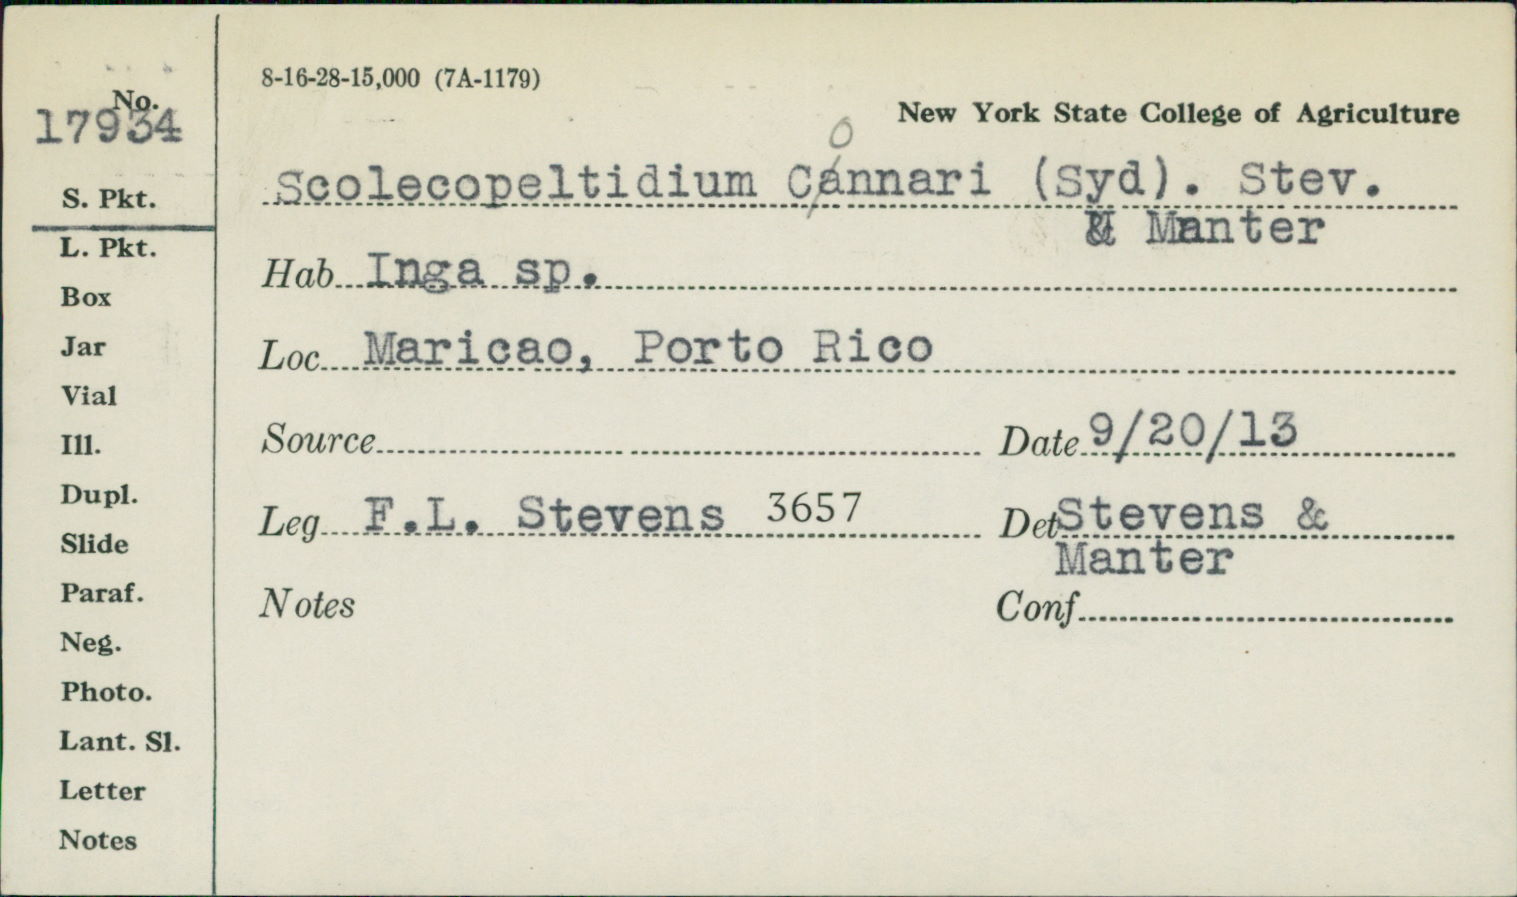 8-16-28-15,000 (7A-1179)
No.
17934
New York State College of Agriculture
o
Scolecopeltidium Cannari (Syd). Stev.
& Manter
S. Pkt.
L. Pkt.
Box
Jar
Vial
Ill.
Dupl.
Slide
Paraf.
Neg.
Photo.
Lant. Sl.
Letter
Notes
Hab Inga sp.
Loc Maricao, Porto Rico
Source Date 9/20/13
Leg F.L. Stevens 3657 Det Stevens &
Manter
Notes Conf